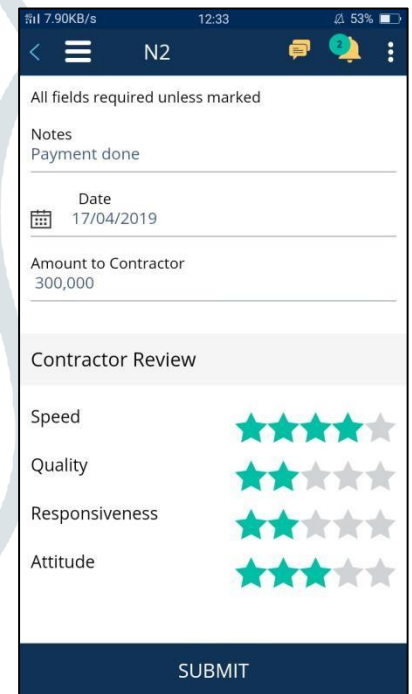 7.90KB/s 12:33 53%
N2 2
All fields required unless marked
Notes
Payment done
Date
17/04/2019
Amount to Contractor
300,000
Contractor Review
Speed
Quality
Responsiveness
Attitude
SUBMIT